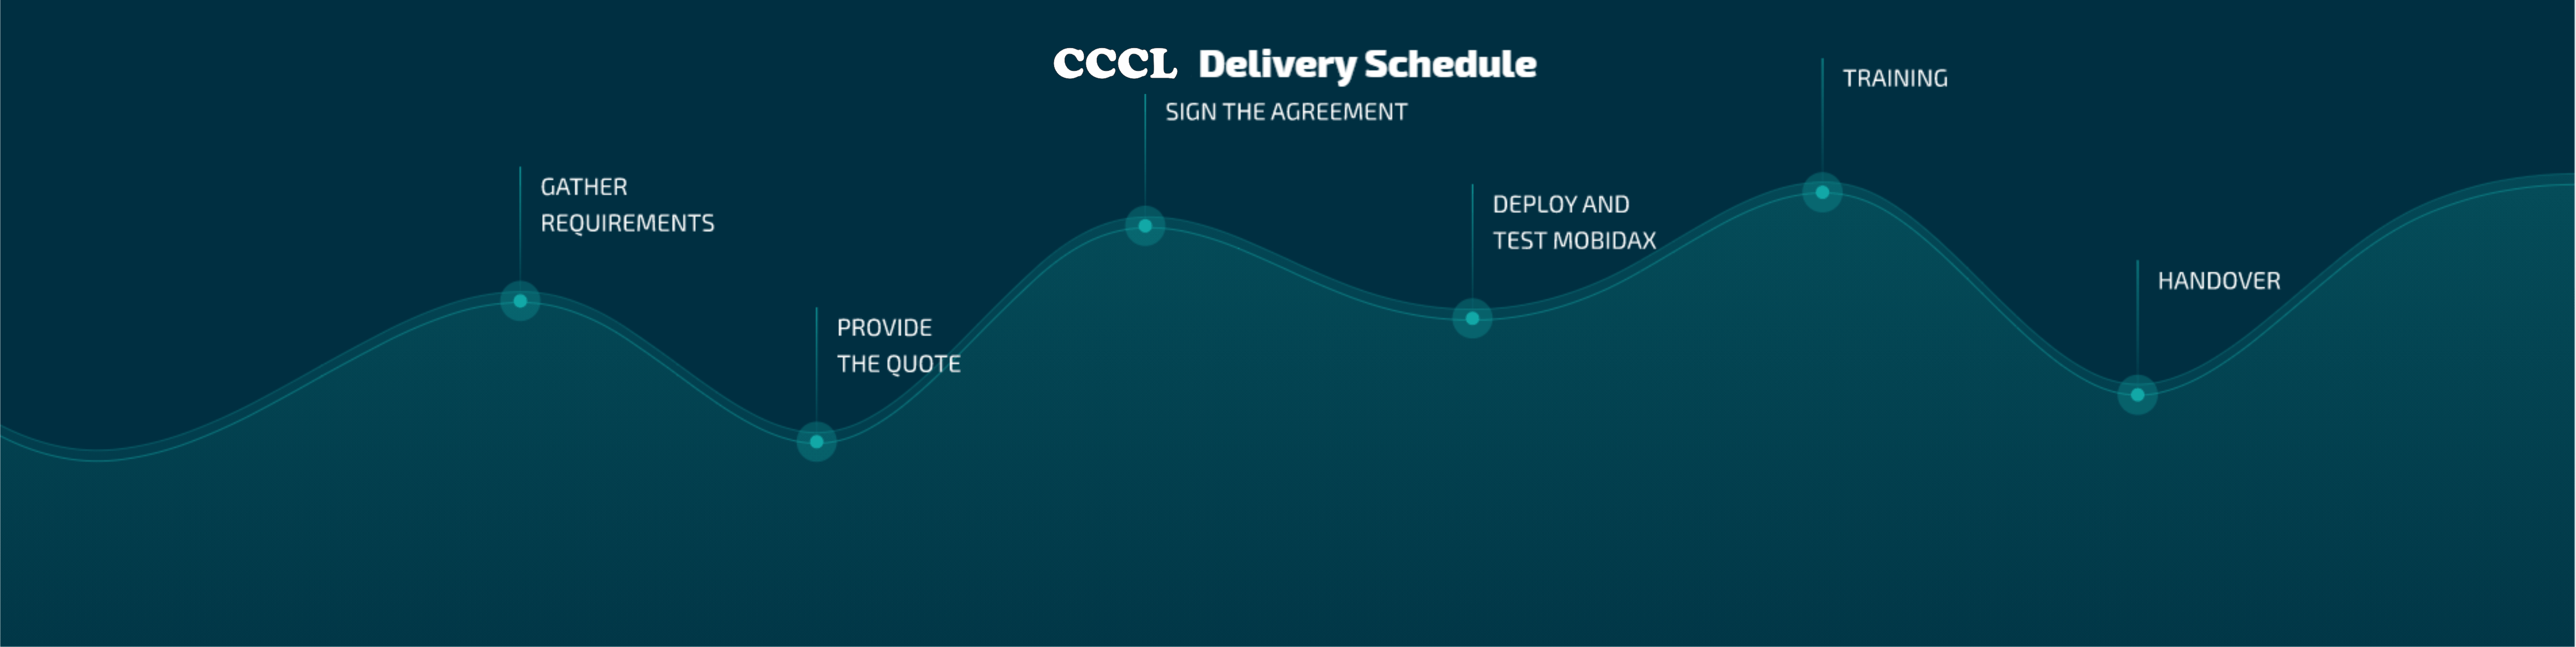 CCCL Delivery Schedule
GATHER
REQUIREMENTS
PROVIDE
THE QUOTE
SIGN THE AGREEMENT
DEPLOY AND
TEST MOBIDAX
TRAINING
HANDOVER